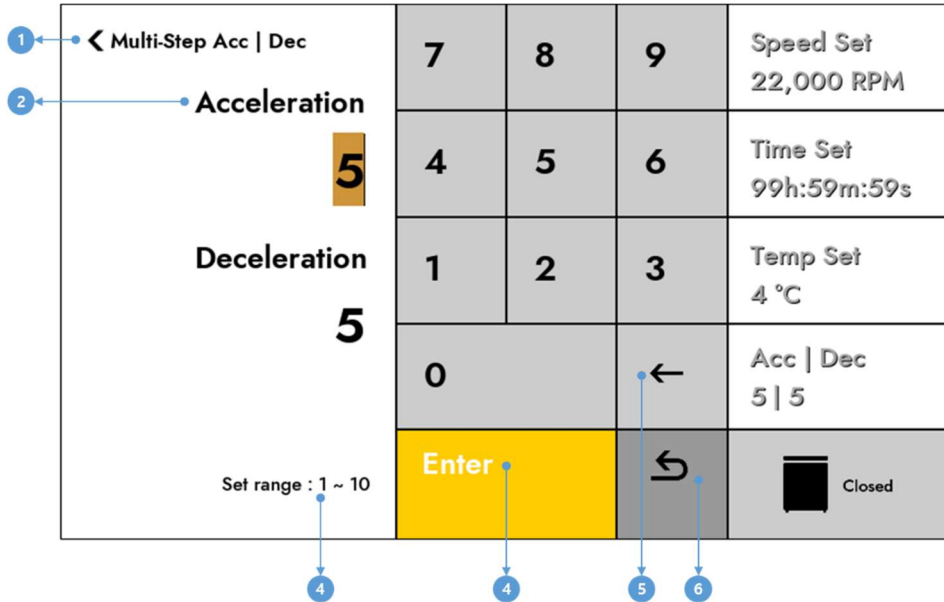 1
Multi-Step Acc | Dec
2
Acceleration
5
Deceleration
5
Set range : 1 ~ 10
7 8 9
4 5 6
1 2 3
0 ←
Enter
Speed Set
22,000 RPM
Time Set
99h:59m:59s
Temp Set
4 °C
Acc | Dec
5 | 5
Closed
4 4 5 6